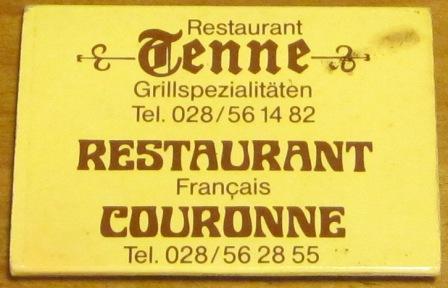 Restaurant
Tenne
Grillspezialitäten
Tel. 028/56 14 82
RESTAURANT
Français
COURONNE
Tel. 028/56 28 55